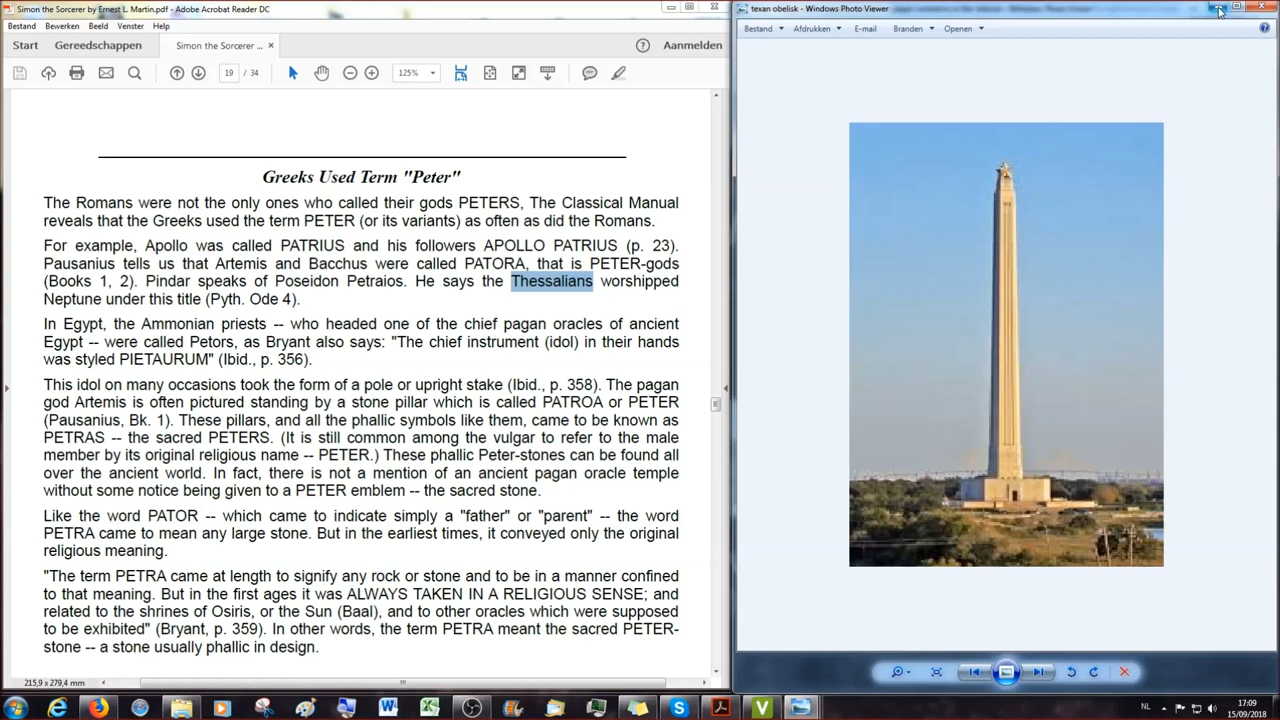 Simon the Sorcerer by Ernest L. Martin.pdf - Adobe Acrobat Reader DC
Bestand Bewerken Beeld Venster Help
Start Gereedschappen Simon the Sorcerer ... × Aanmelden
19 / 34 125%
Greeks Used Term "Peter"
The Romans were not the only ones who called their gods PETERS, The Classical Manual
reveals that the Greeks used the term PETER (or its variants) as often as did the Romans.
For example, Apollo was called PATRIUS and his followers APOLLO PATRIUS (p. 23).
Pausanius tells us that Artemis and Bacchus were called PATORA, that is PETER-gods
(Books 1, 2). Pindar speaks of Poseidon Petraios. He says the Thessalians worshipped
Neptune under this title (Pyth. Ode 4).
In Egypt, the Ammonian priests -- who headed one of the chief pagan oracles of ancient
Egypt -- were called Petors, as Bryant also says: "The chief instrument (idol) in their hands
was styled PIETAURUM" (Ibid., p. 356).
This idol on many occasions took the form of a pole or upright stake (Ibid., p. 358). The pagan
god Artemis is often pictured standing by a stone pillar which is called PATROA or PETER
(Pausanius, Bk. 1). These pillars, and all the phallic symbols like them, came to be known as
PETRAS -- the sacred PETERS. (It is still common among the vulgar to refer to the male
member by its original religious name -- PETER.) These phallic Peter-stones can be found all
over the ancient world. In fact, there is not a mention of an ancient pagan oracle temple
without some notice being given to a PETER emblem -- the sacred stone.
Like the word PATOR -- which came to indicate simply a "father" or "parent" -- the word
PETRA came to mean any large stone. But in the earliest times, it conveyed only the original
religious meaning.
"The term PETRA came at length to signify any rock or stone and to be in a manner confined
to that meaning. But in the first ages it was ALWAYS TAKEN IN A RELIGIOUS SENSE; and
related to the shrines of Osiris, or the Sun (Baal), and to other oracles which were supposed
to be exhibited" (Bryant, p. 359). In other words, the term PETRA meant the sacred PETER-
stone -- a stone usually phallic in design.
215,9 x 279,4 mm
texan obelisk - Windows Photo Viewer
Bestand Afdrukken E-mail Branden Openen
NL 17:09
15/09/2018